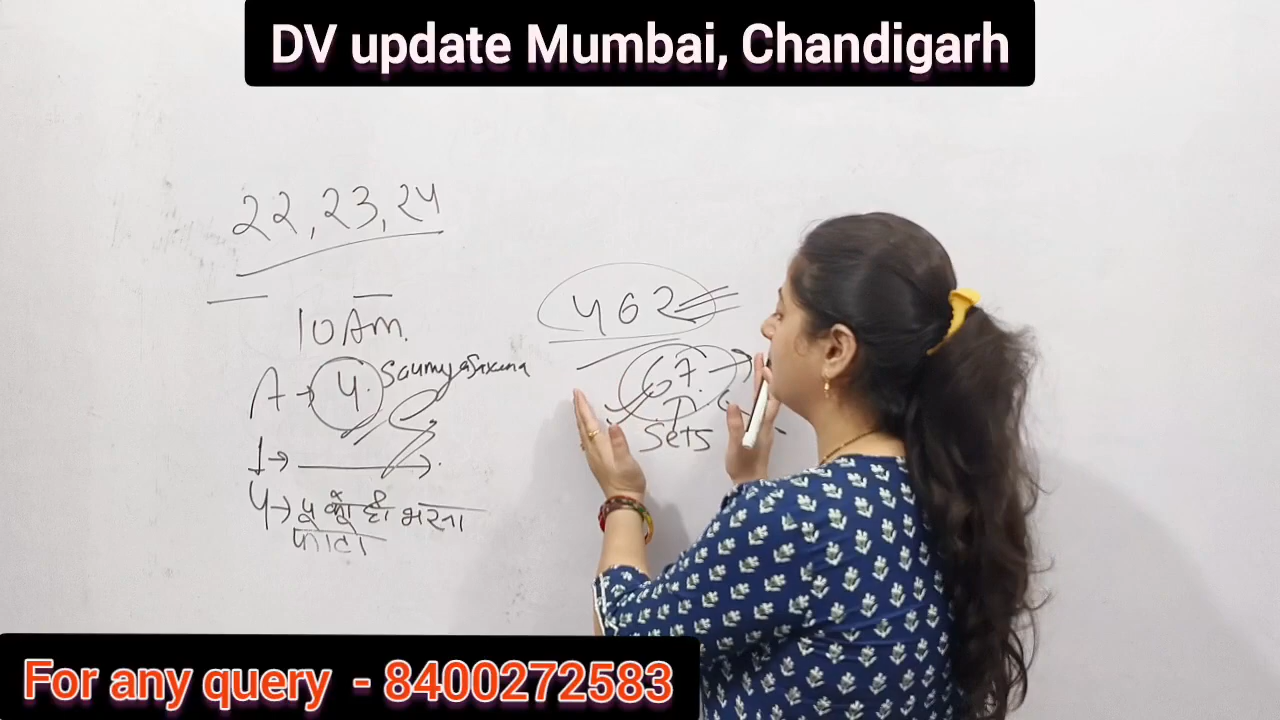 DV update Mumbai, Chandigarh
22, 23, 24
10 Am.
A → 4. Saumya Saxena
462
67.
Sets
4 → ही भरना
For any query - 8400272583